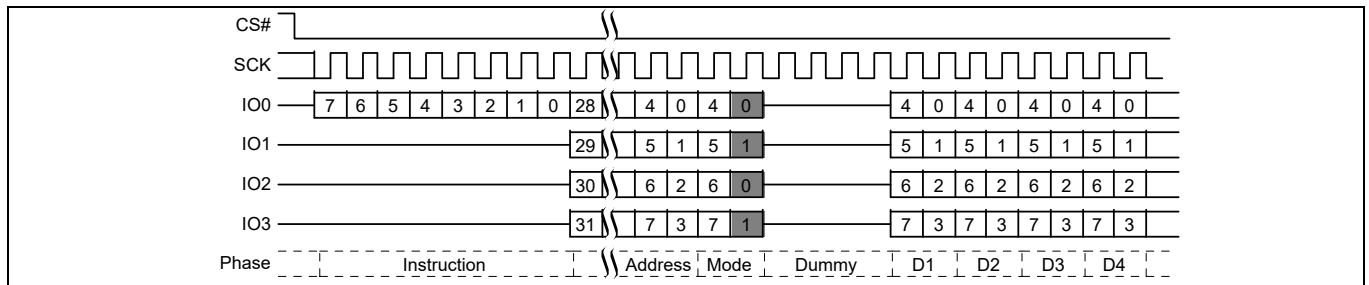 CS#
SCK
IO0 7 6 5 4 3 2 1 0 28 4 0 4 0 4 0 4 0 4 0 4 0
IO1 29 5 1 5 1 5 1 5 1 5 1 5 1
IO2 30 6 2 6 0 6 2 6 2 6 2 6 2
IO3 31 7 3 7 1 7 3 7 3 7 3 7 3
Phase Instruction Address Mode Dummy D1 D2 D3 D4